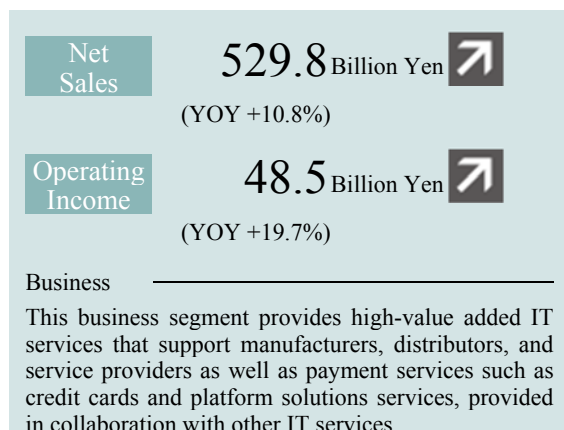 Net
Sales
529.8 Billion Yen
(YOY +10.8%)
Operating
Income
48.5 Billion Yen
(YOY +19.7%)
Business
This business segment provides high-value added IT
services that support manufacturers, distributors, and
service providers as well as payment services such as
credit cards and platform solutions services, provided
in collaboration with other IT services.